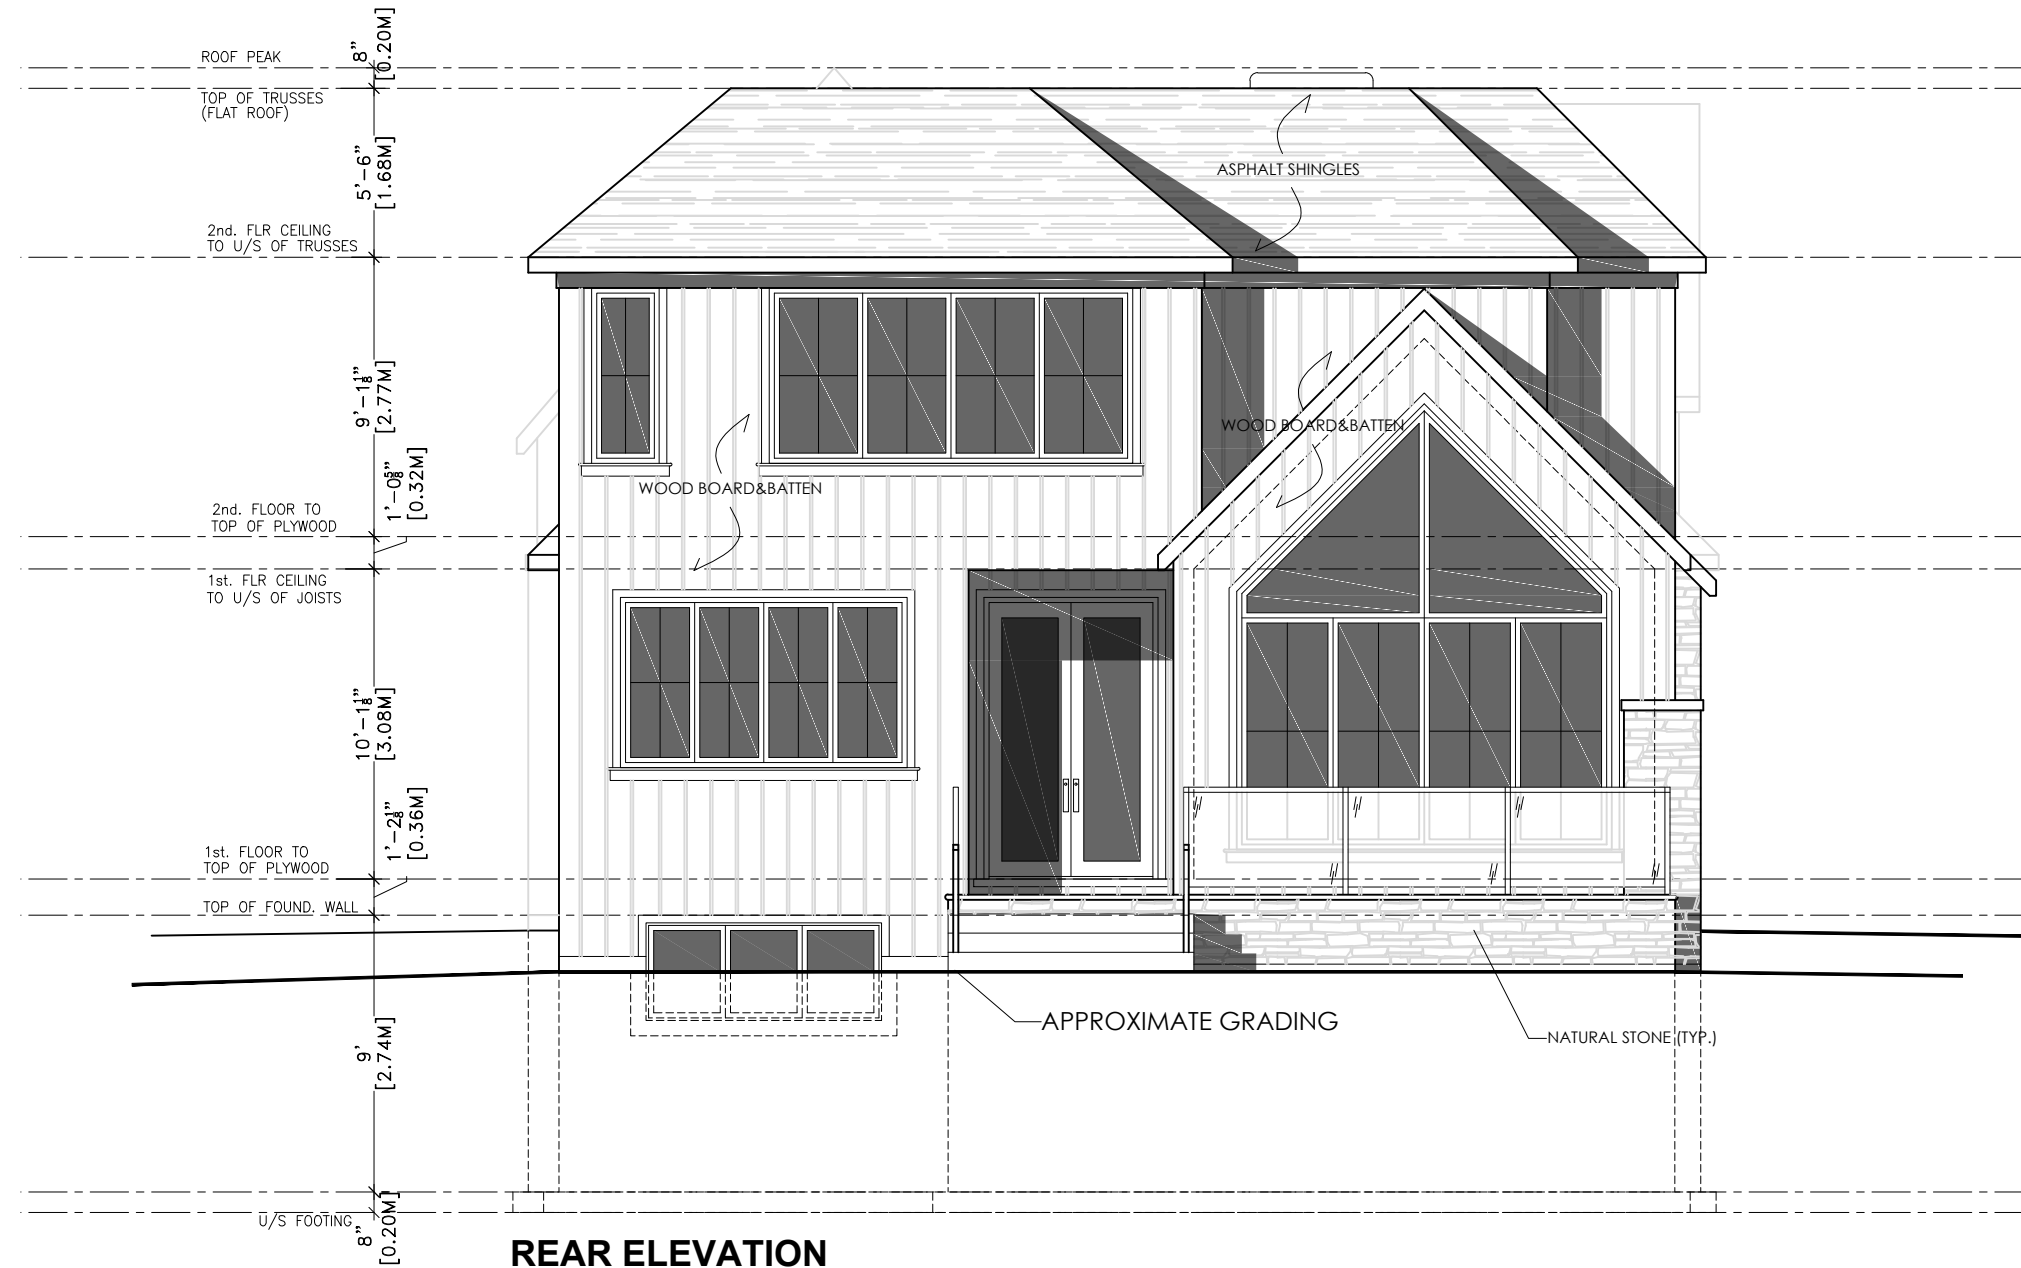 8"
[0.20M]
ROOF PEAK
TOP OF TRUSSES
(FLAT ROOF)
5'-6"
[1.68M]
ASPHALT SHINGLES
2nd. FLR CEILING
TO U/S OF TRUSSES
9'-1⅛"
[2.77M]
WOOD BOARD&BATTEN
1'-0⅝"
[0.32M]
WOOD BOARD&BATTEN
2nd. FLOOR TO
TOP OF PLYWOOD
1st. FLR CEILING
TO U/S OF JOISTS
10'-1⅛"
[3.08M]
1'-2⅛"
[0.36M]
1st. FLOOR TO
TOP OF PLYWOOD
TOP OF FOUND. WALL
APPROXIMATE GRADING
NATURAL STONE (TYP.)
9'
[2.74M]
U/S FOOTING
8"
[0.20M]
REAR ELEVATION